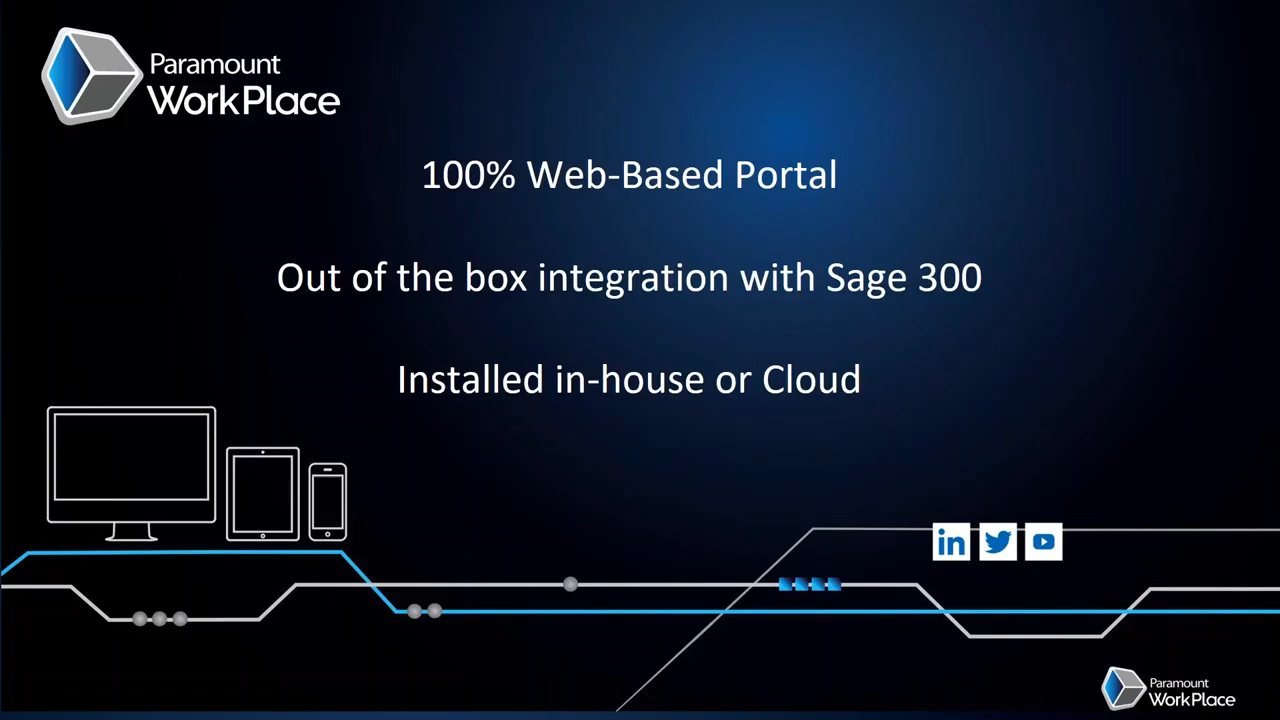 Paramount
WorkPlace
100% Web-Based Portal
Out of the box integration with Sage 300
Installed in-house or Cloud
in
Paramount
WorkPlace